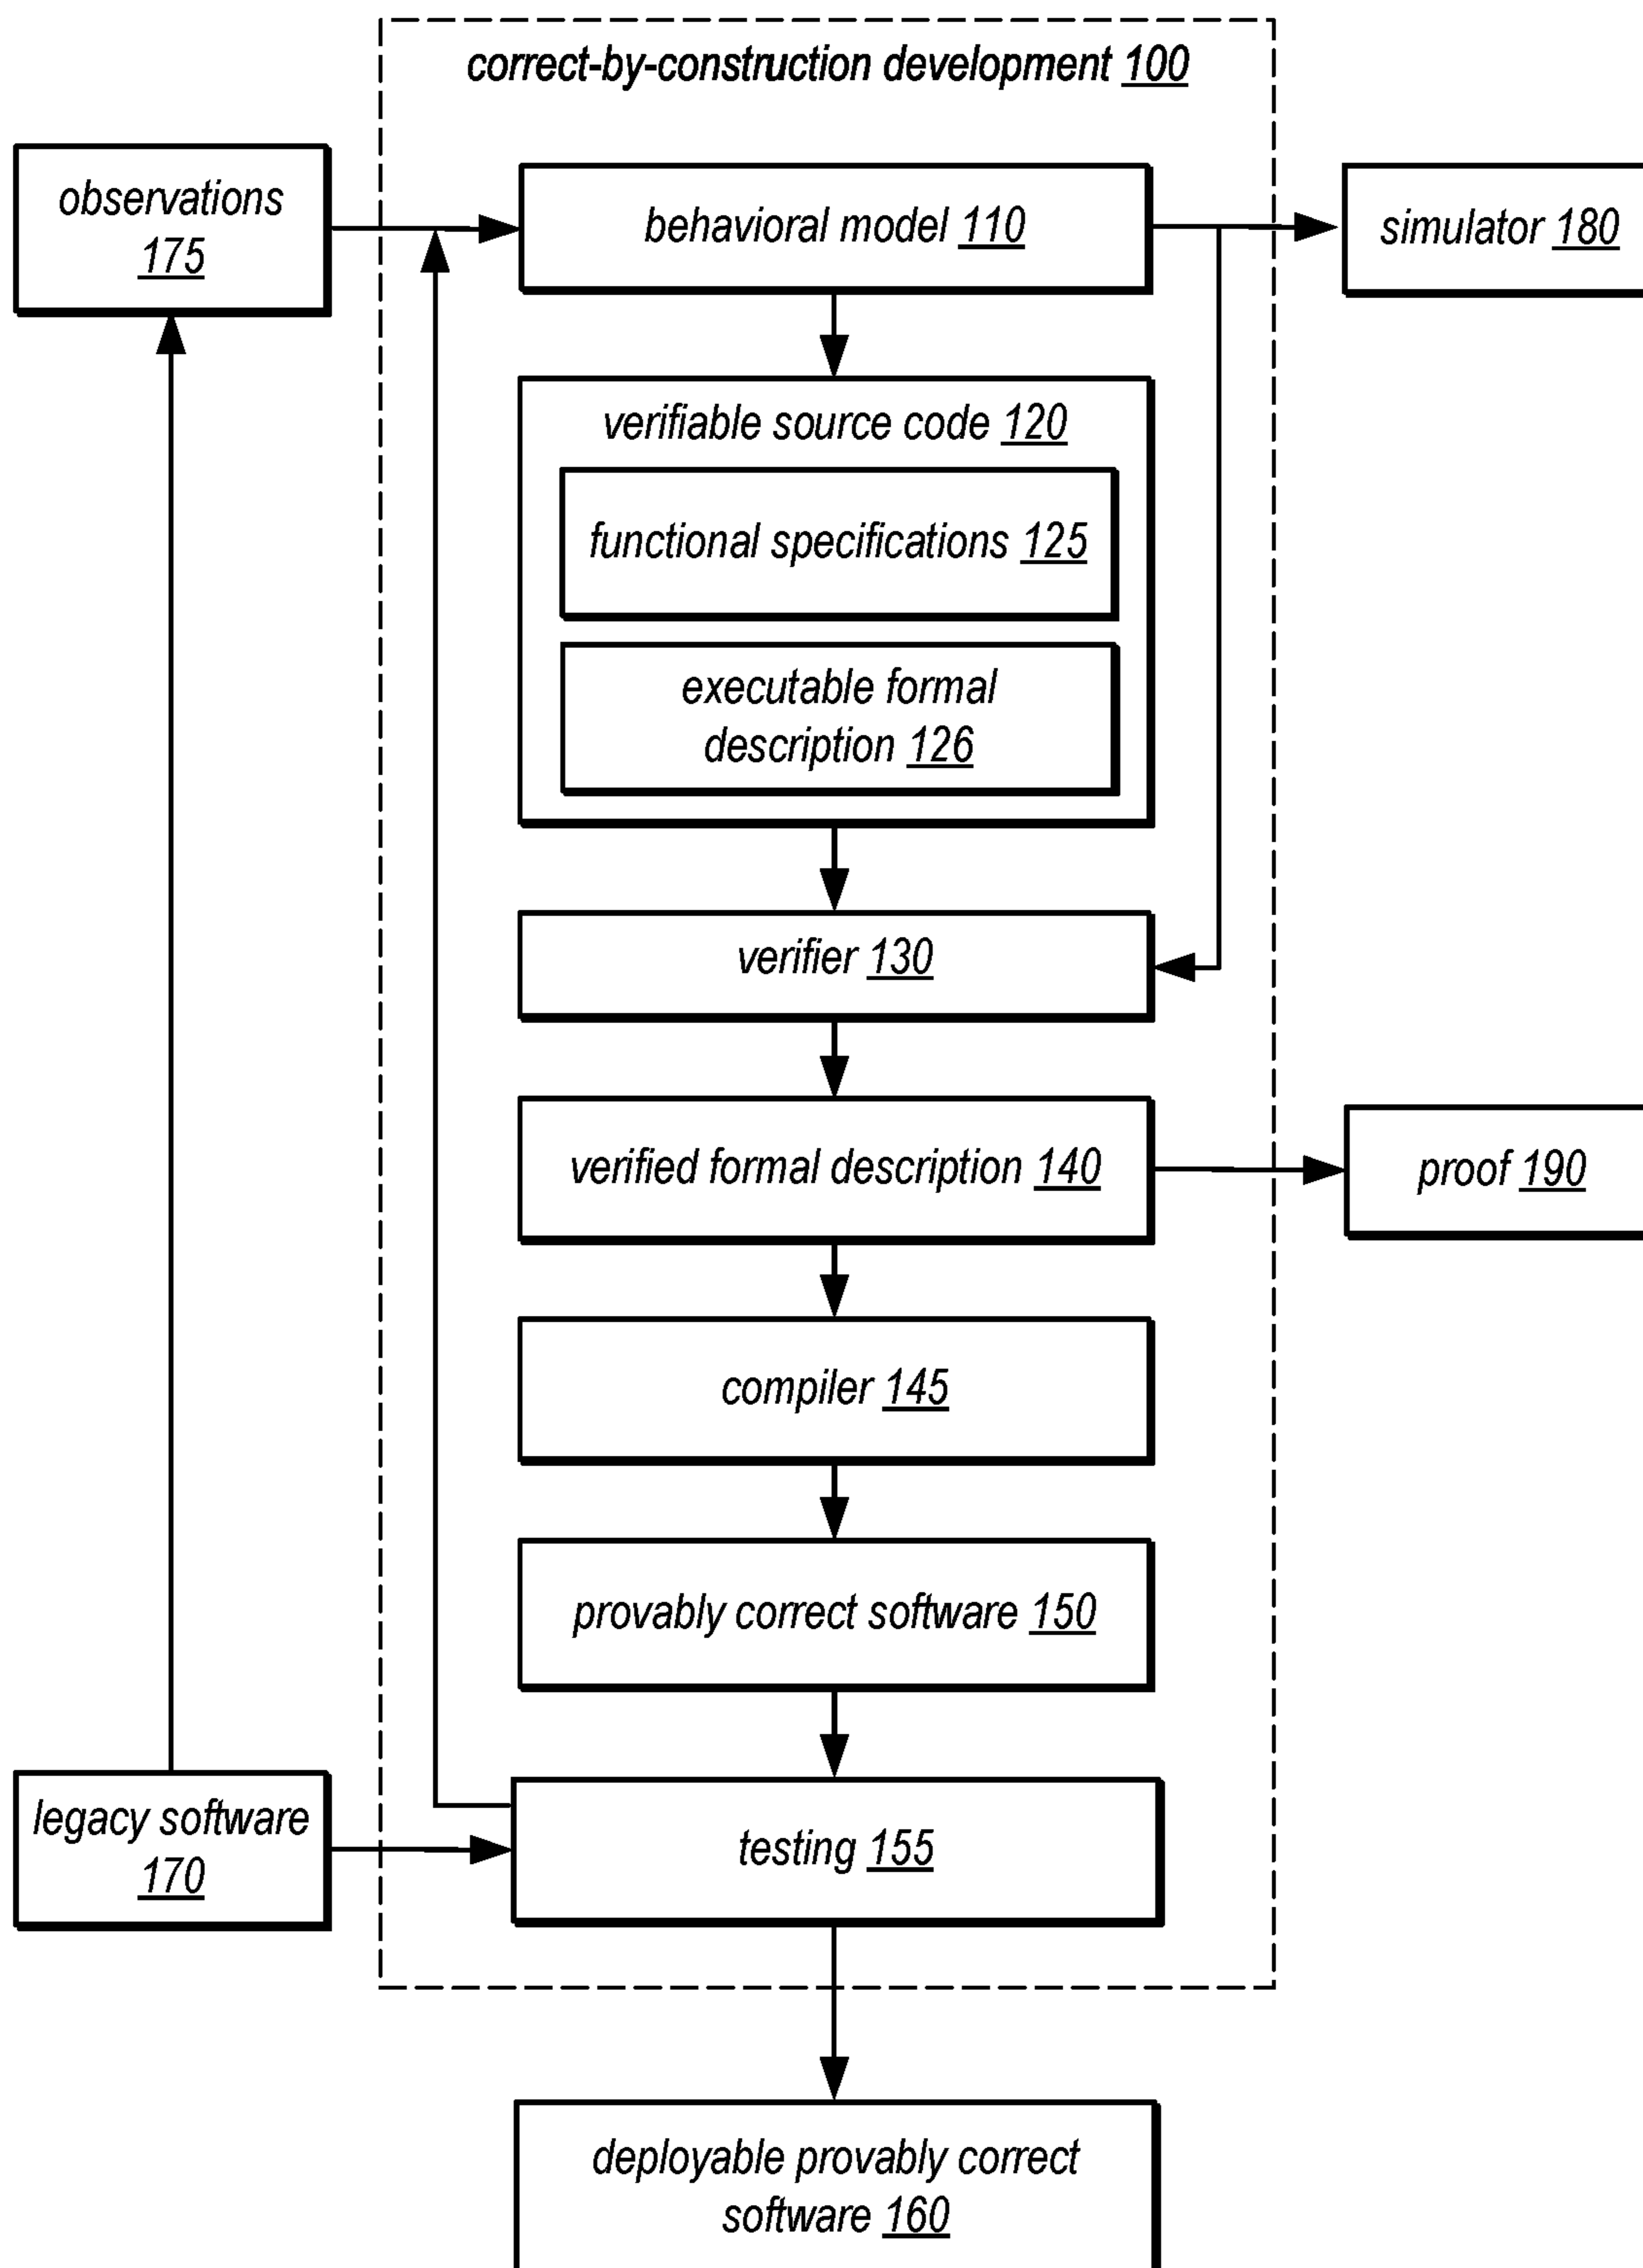 correct-by-construction development 100
observations
175
behavioral model 110
simulator 180
verifiable source code 120
functional specifications 125
executable formal
description 126
verifier 130
verified formal description 140
proof 190
compiler 145
provably correct software 150
legacy software
170
testing 155
deployable provably correct
software 160